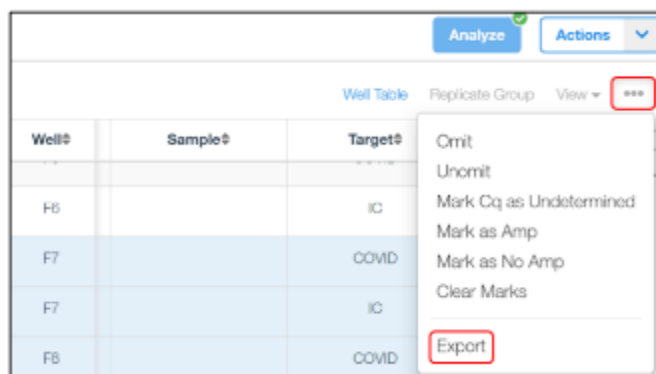 Analyze Actions
Well Table Replicate Group View •••
Well Sample Target
F6 IC
F7 COVID
F7 IC
F8 COVID
Omit
Unomit
Mark Cq as Undetermined
Mark as Amp
Mark as No Amp
Clear Marks
Export